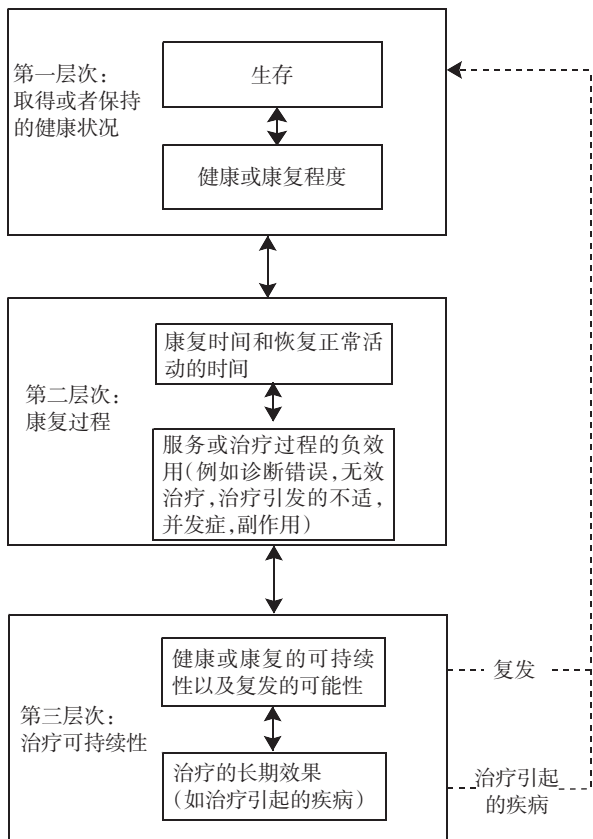 第一层次：
取得或者保持
的健康状况
生存
健康或康复程度
第二层次：
康复过程
康复时间和恢复正常活
动的时间
服务或治疗过程的负效
用(例如诊断错误,无效
治疗,治疗引发的不适,
并发症,副作用)
第三层次：
治疗可持续性
健康或康复的可持续
性以及复发的可能性
治疗的长期效果
(如治疗引起的疾病)
复发
治疗引起
的疾病